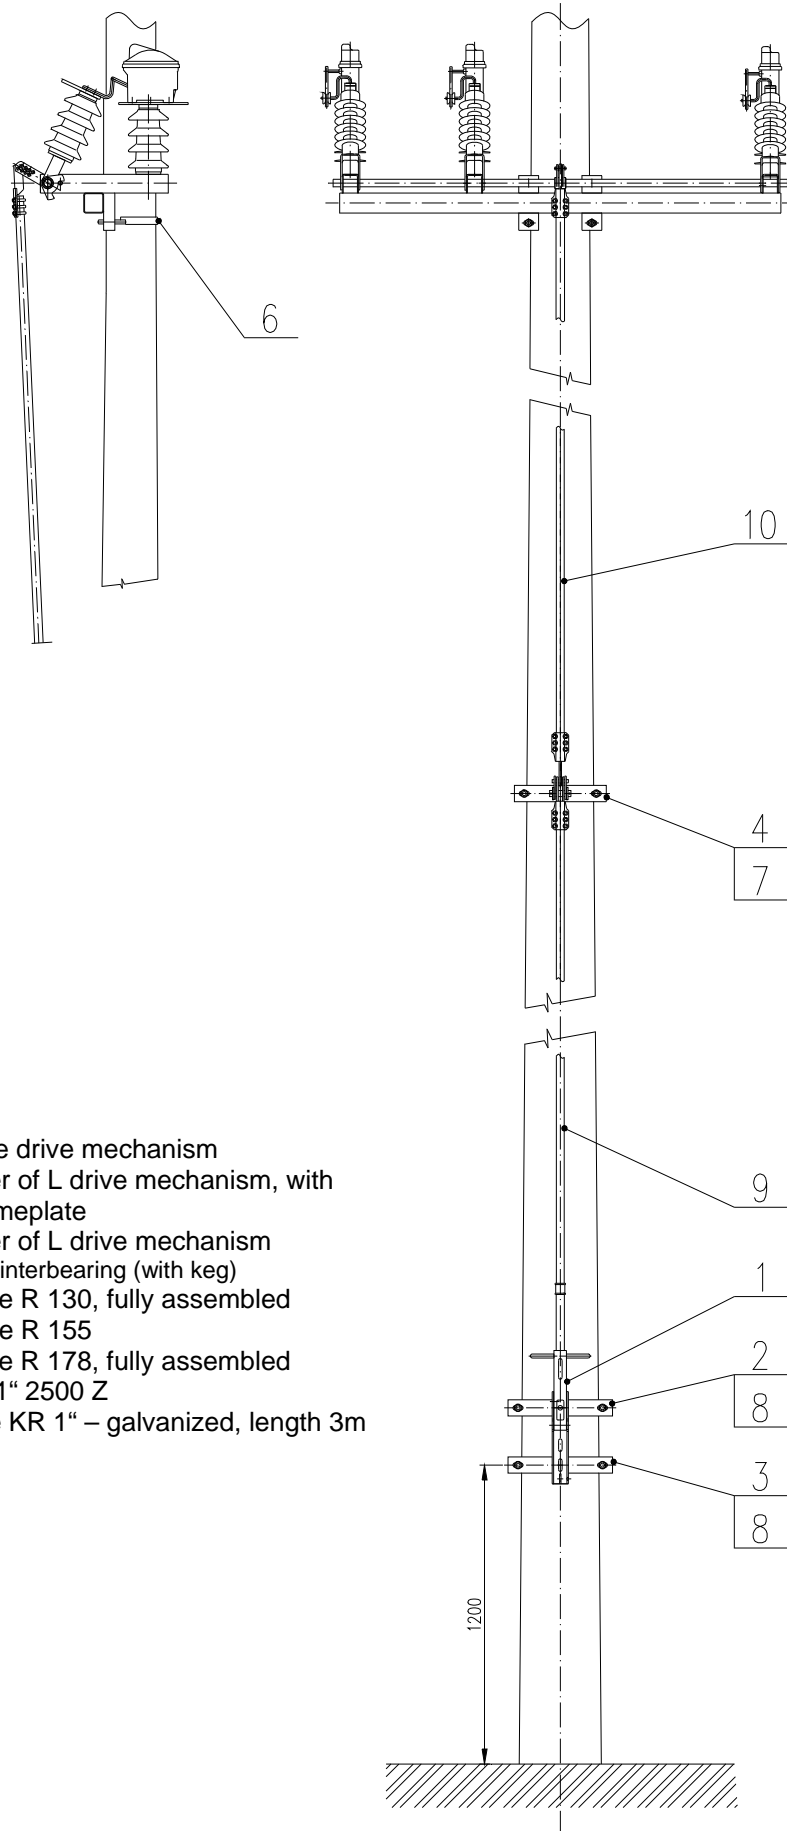 6
10
4
7
e drive mechanism
er of L drive mechanism, with
meplate
er of L drive mechanism
interbearing (with keg)
e R 130, fully assembled
e R 155
e R 178, fully assembled
1“ 2500 Z
e KR 1“ – galvanized, length 3m
9
1
2
8
3
8
1200